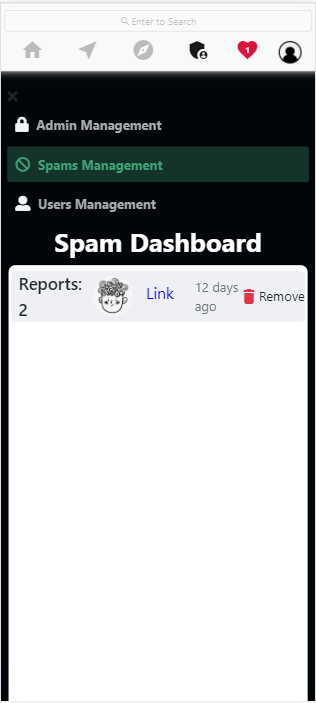 Enter to Search
1
Admin Management
Spams Management
Users Management
Spam Dashboard
Reports:
2
Link
12 days
ago
Remove